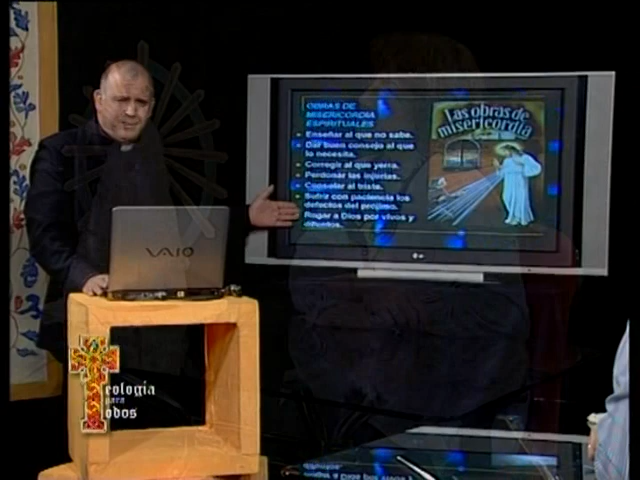 OBRAS DE
MISERICORDIA
ESPIRITUALES
Enseñar al que no sabe.
Dar buen consejo al que
lo necesita.
Corregir al que yerra.
Perdonar las injurias.
Consolar al triste.
Sufrir con paciencia los
defectos del prójimo.
Rogar a Dios por vivos y
difuntos.
Las obras de
misericordia
VAIO
LG
Teología
para
Todos